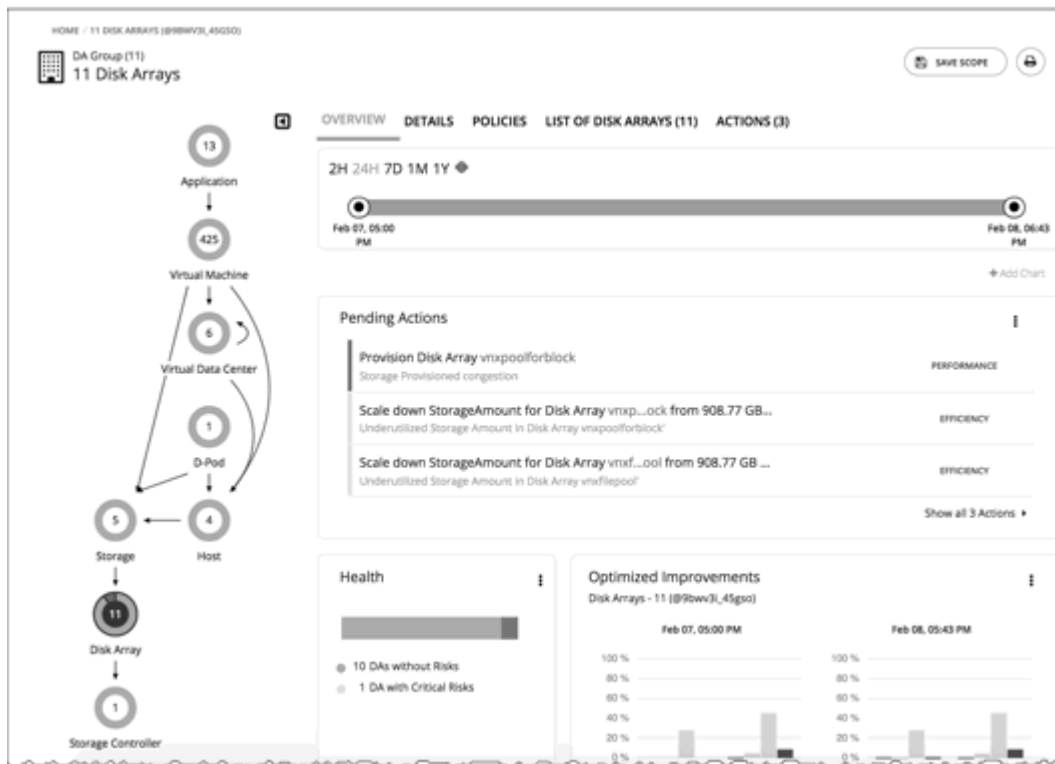 HOME / 11 DISK ARRAYS (@9BWV3I_45GSO)
DA Group (11)
11 Disk Arrays
SAVE SCOPE
OVERVIEW DETAILS POLICIES LIST OF DISK ARRAYS (11) ACTIONS (3)
13
Application
425
Virtual Machine
6
Virtual Data Center
1
D-Pod
5
4
Storage
Host
11
Disk Array
1
Storage Controller
2H 24H 7D 1M 1Y
Feb 07, 05:00
PM
Feb 08, 06:43
PM
+ Add Chart
Pending Actions
Provision Disk Array vnxpoolforblock
PERFORMANCE
Storage Provisioned congestion
Scale down StorageAmount for Disk Array vnxp...ock from 908.77 GB...
EFFICIENCY
Underutilized Storage Amount in Disk Array vnxpoolforblock'
Scale down StorageAmount for Disk Array vnxf...ool from 908.77 GB ...
EFFICIENCY
Underutilized Storage Amount in Disk Array vnxfilepool'
Show all 3 Actions
Health
10 DAs without Risks
1 DA with Critical Risks
Optimized Improvements
Disk Arrays - 11 (@9bwv3i_45gso)
Feb 07, 05:00 PM
Feb 08, 05:43 PM
100 %
80 %
60 %
40 %
20 %
0 %
100 %
80 %
60 %
40 %
20 %
0 %